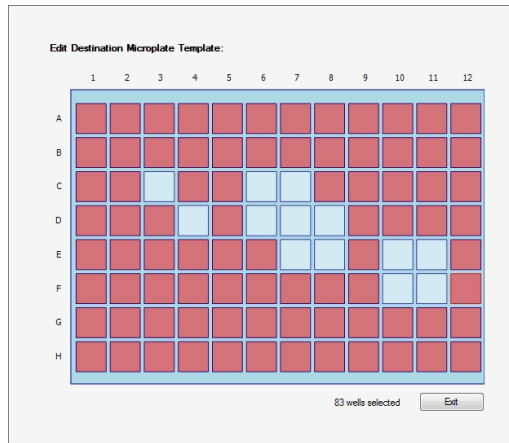 Edit Destination Microplate Template:
1 2 3 4 5 6 7 8 9 10 11 12
A
B
C
D
E
F
G
H
83 wells selected Exit